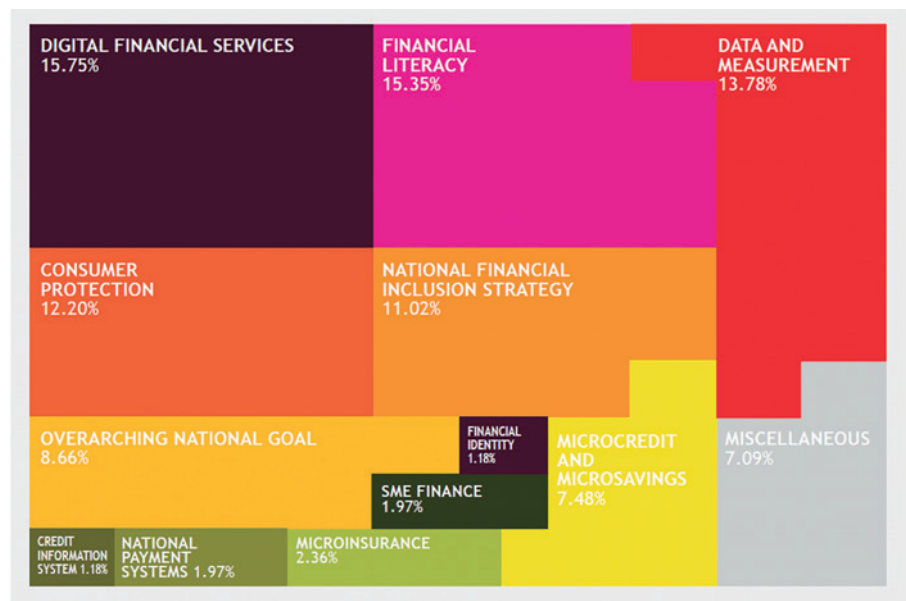 DIGITAL FINANCIAL SERVICES
15.75%
FINANCIAL
LITERACY
15.35%
DATA AND
MEASUREMENT
13.78%
CONSUMER
PROTECTION
12.20%
NATIONAL FINANCIAL
INCLUSION STRATEGY
11.02%
OVERARCHING NATIONAL GOAL
8.66%
FINANCIAL
IDENTITY
1.18%
SME FINANCE
1.97%
MICROCREDIT
AND
MICROSAVINGS
7.48%
MISCELLANEOUS
7.09%
CREDIT
INFORMATION
SYSTEM 1.18%
NATIONAL
PAYMENT
SYSTEMS 1.97%
MICROINSURANCE
2.36%